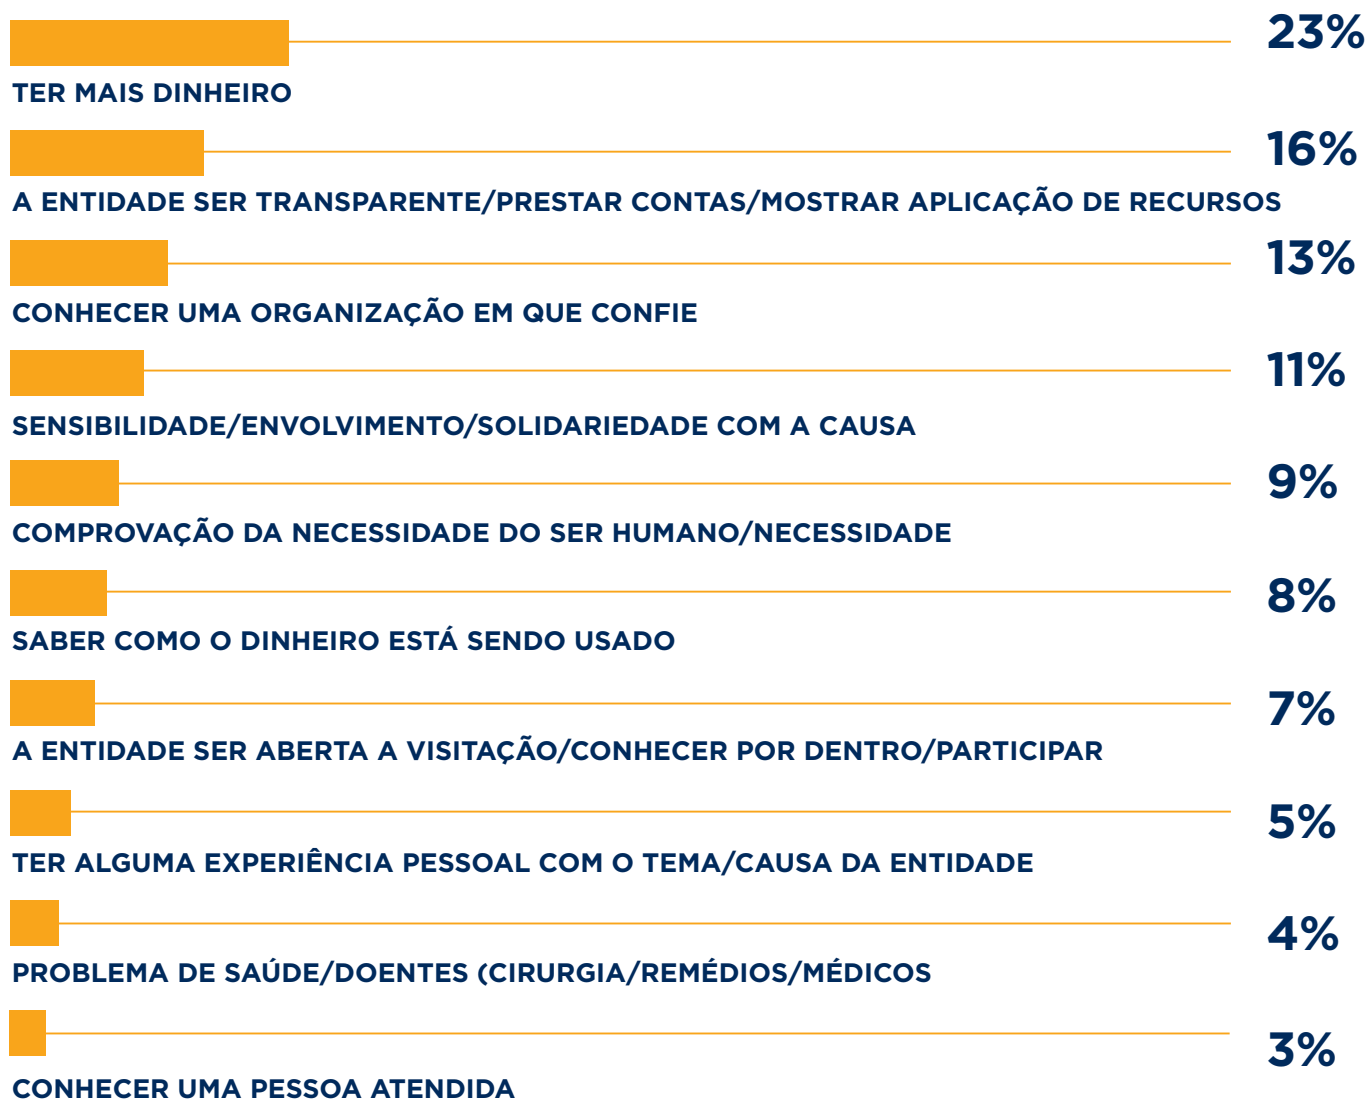 23%
TER MAIS DINHEIRO
16%
A ENTIDADE SER TRANSPARENTE/PRESTAR CONTAS/MOSTRAR APLICAÇÃO DE RECURSOS
13%
CONHECER UMA ORGANIZAÇÃO EM QUE CONFIE
11%
SENSIBILIDADE/ENVOLVIMENTO/SOLIDARIEDADE COM A CAUSA
9%
COMPROVAÇÃO DA NECESSIDADE DO SER HUMANO/NECESSIDADE
8%
SABER COMO O DINHEIRO ESTÁ SENDO USADO
7%
A ENTIDADE SER ABERTA A VISITAÇÃO/CONHECER POR DENTRO/PARTICIPAR
5%
TER ALGUMA EXPERIÊNCIA PESSOAL COM O TEMA/CAUSA DA ENTIDADE
4%
PROBLEMA DE SAÚDE/DOENTES (CIRURGIA/REMÉDIOS/MÉDICOS
3%
CONHECER UMA PESSOA ATENDIDA